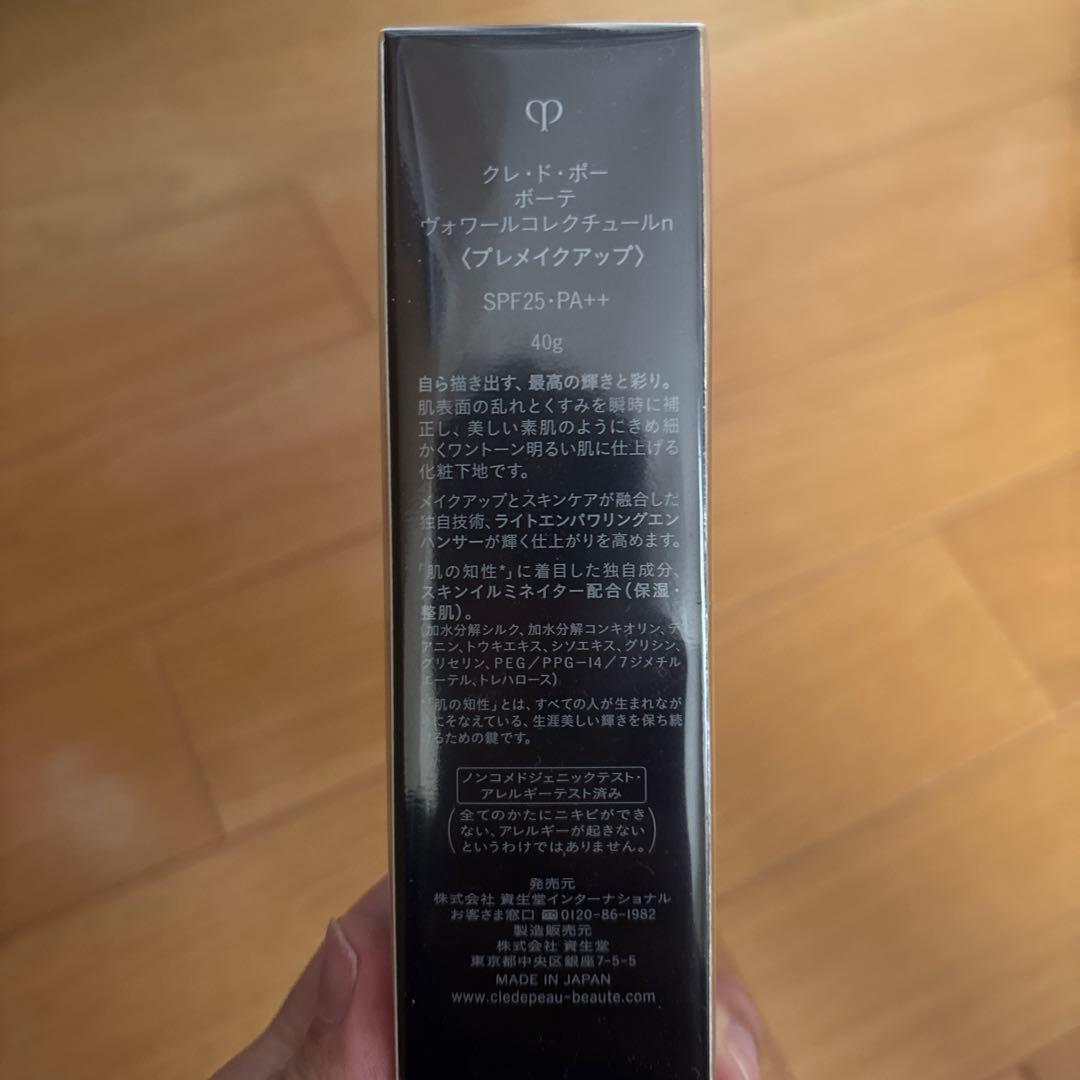 クレ・ド・ポー
ボーテ
ヴォワールコレクチュールn
〈プレメイクアップ〉
SPF25・PA++
40g
自ら描き出す、最高の輝きと彩り。
肌表面の乱れとくすみを瞬時に補
正し、美しい素肌のようにきめ細
かくワントーン明るい肌に仕上げる
化粧下地です。
メイクアップとスキンケアが融合した
独自技術、ライトエンパワリングエン
ハンサーが輝く仕上がりを高めます。
「肌の知性*」に着目した独自成分、
スキンイルミネイター配合(保湿・
整肌)。
(加水分解シルク、加水分解コンキオリン、テ
アニン、トウキエキス、シソエキス、グリシン、
グリセリン、PEG/PPG-14/7ジメチル
エーテル、トレハロース)
*「肌の知性」とは、すべての人が生まれなが
らにそなえている、生涯美しい輝きを保ち続
けるための鍵です。
ノンコメドジェニックテスト・
アレルギーテスト済み
(全てのかたにニキビができ
ない、アレルギーが起きない
というわけではありません。)
発売元
株式会社 資生堂インターナショナル
お客さま窓口 0120-86-1982
製造販売元
株式会社 資生堂
東京都中央区銀座7-5-5
MADE IN JAPAN
www.cledepeau-beaute.com